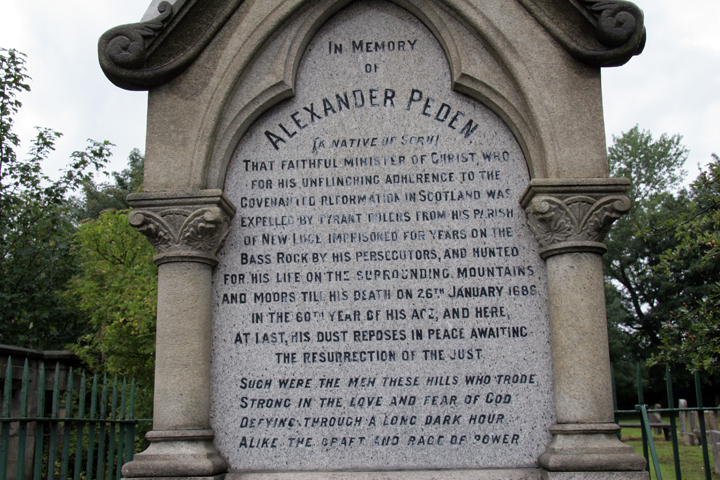 IN MEMORY
OF
ALEXANDER PEDEN
(A NATIVE OF SORN)
THAT FAITHFUL MINISTER OF CHRIST, WHO
FOR HIS UNFLINCHING ADHERENCE TO THE
COVENANTED REFORMATION IN SCOTLAND WAS
EXPELLED BY TYRANT RULERS FROM HIS PARISH
OF NEW LUCE IMPRISONED FOR YEARS ON THE
BASS ROCK BY HIS PERSECUTORS, AND HUNTED
FOR HIS LIFE ON THE SURROUNDING MOUNTAINS
AND MOORS TILL HIS DEATH ON 26TH JANUARY 1686
IN THE 60TH YEAR OF HIS AGE, AND HERE,
AT LAST, HIS DUST REPOSES IN PEACE AWAITING
THE RESURRECTION OF THE JUST.
SUCH WERE THE MEN THESE HILLS WHO TRODE
STRONG IN THE LOVE AND FEAR OF GOD
DEFYING THROUGH A LONG DARK HOUR
ALIKE THE CRAFT AND RAGE OF POWER